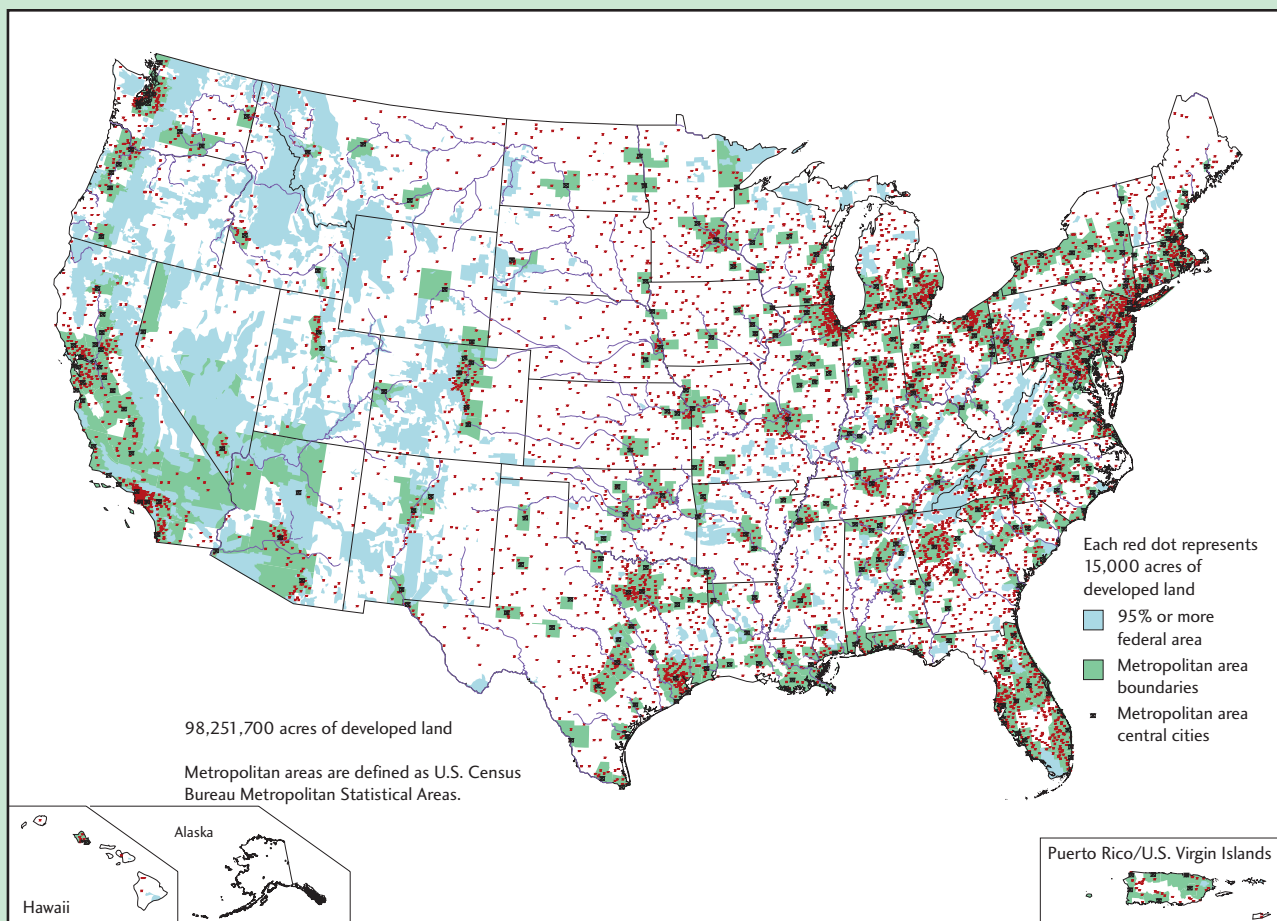 Each red dot represents
15,000 acres of
developed land
95% or more
federal area
Metropolitan area
boundaries
Metropolitan area
central cities
98,251,700 acres of developed land
Metropolitan areas are defined as U.S. Census
Bureau Metropolitan Statistical Areas.
Alaska
Hawaii
Puerto Rico/U.S. Virgin Islands